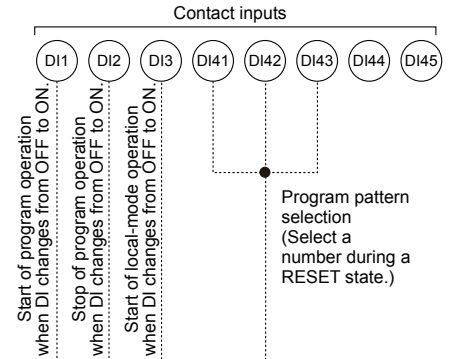 Contact inputs
DI1 DI2 DI3 DI41 DI42 DI43 DI44 DI45
Start of program operation
when DI changes from OFF to ON.
Stop of program operation
when DI changes from OFF to ON.
Start of local-mode operation
when DI changes from OFF to ON.
Program pattern
selection
(Select a
number during a
RESET state.)